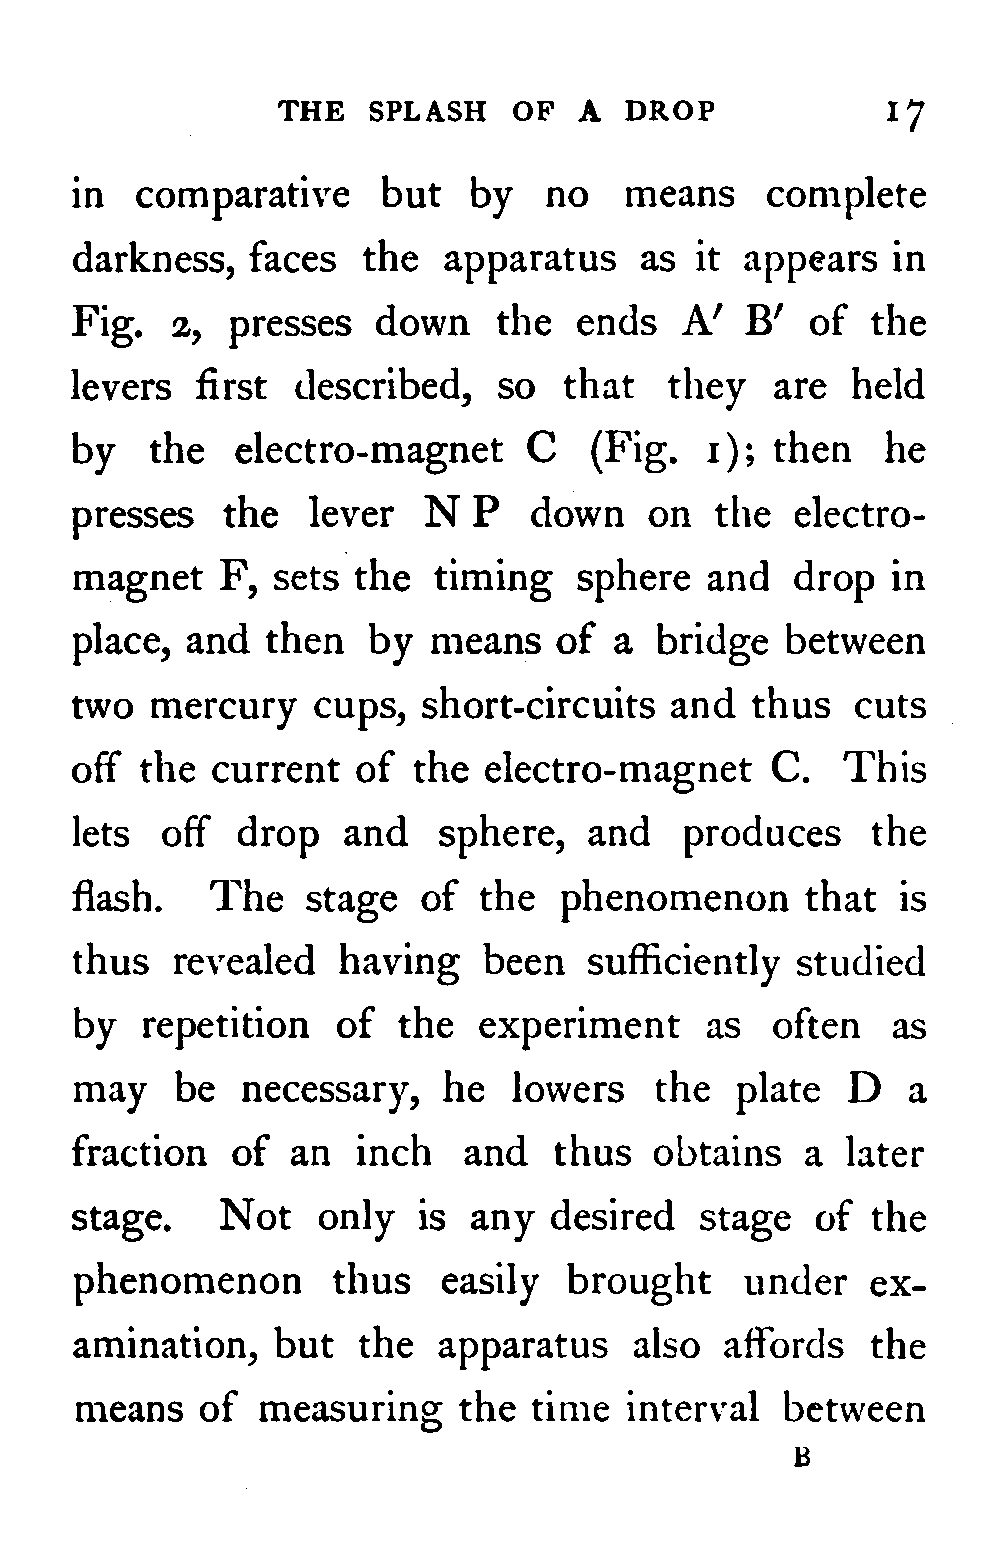 THE SPLASH OF A DROP 17
in comparative but by no means complete
darkness, faces the apparatus as it appears in
Fig. 2, presses down the ends A′ B′ of the
levers first described, so that they are held
by the electro-magnet C (Fig. 1); then he
presses the lever N P down on the electro-
magnet F, sets the timing sphere and drop in
place, and then by means of a bridge between
two mercury cups, short-circuits and thus cuts
off the current of the electro-magnet C. This
lets off drop and sphere, and produces the
flash. The stage of the phenomenon that is
thus revealed having been sufficiently studied
by repetition of the experiment as often as
may be necessary, he lowers the plate D a
fraction of an inch and thus obtains a later
stage. Not only is any desired stage of the
phenomenon thus easily brought under ex-
amination, but the apparatus also affords the
means of measuring the time interval between
B